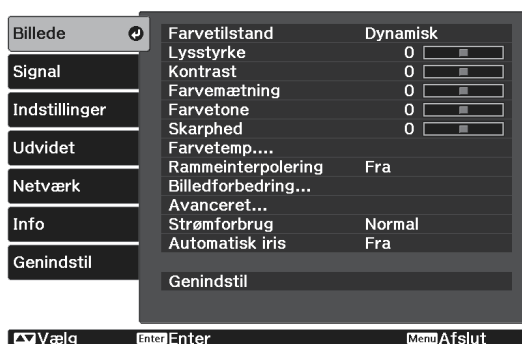 Billede
Signal
Indstillinger
Udvidet
Netværk
Info
Genindstil
Farvetilstand Dynamisk
Lysstyrke 0
Kontrast 0
Farvemætning 0
Farvetone 0
Skarphed 0
Farvetemp....
Rammeinterpolering Fra
Billedforbedring...
Avanceret...
Strømforbrug Normal
Automatisk iris Fra
Genindstil
Vælg Enter Enter Menu Afslut